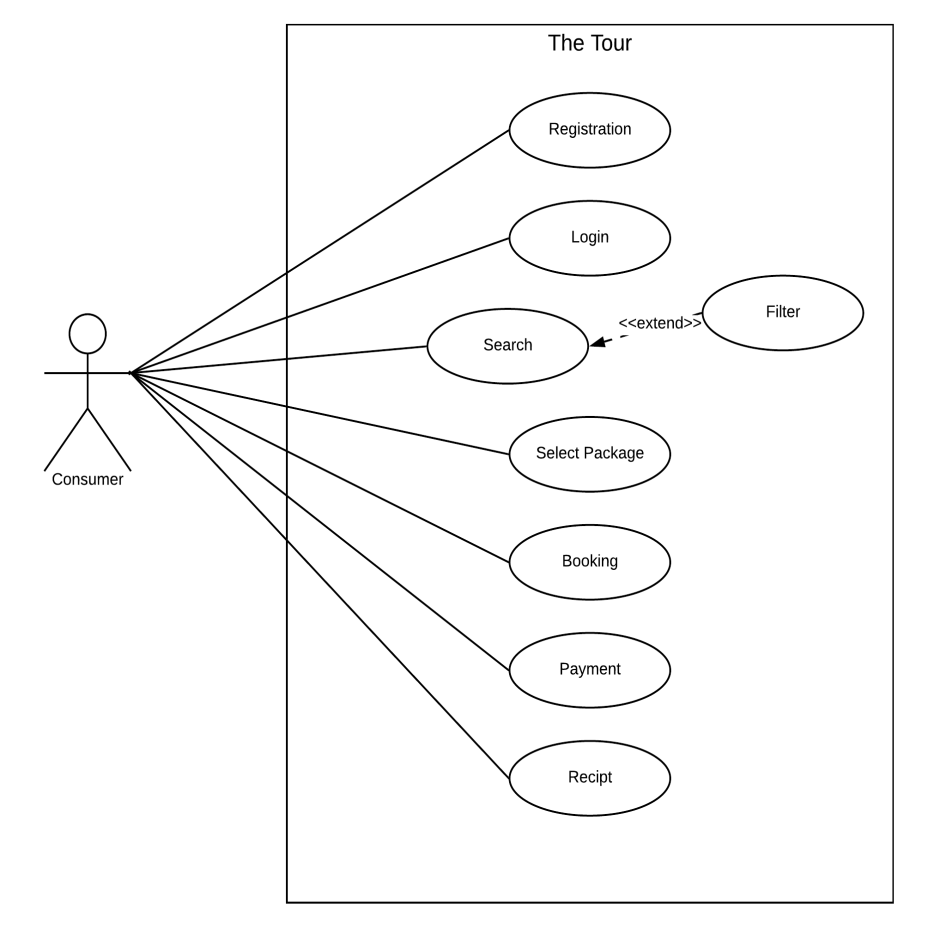 The Tour
Registration
Login
Filter
<<extend>>
Search
Select Package
Consumer
Booking
Payment
Recipt